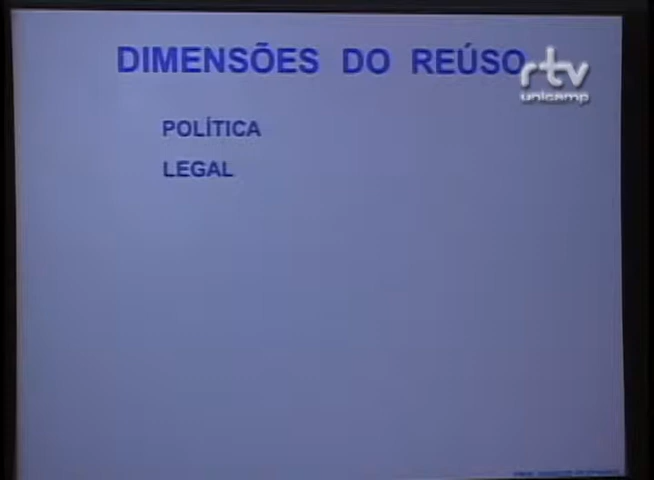 DIMENSÕES DO REÚSO
rtv
unicamp
POLÍTICA
LEGAL